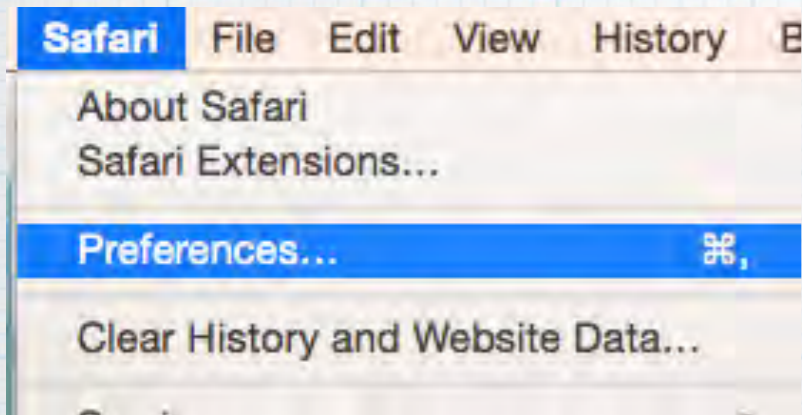 Safari File Edit View History
About Safari
Safari Extensions...
Preferences... ⌘,
Clear History and Website Data...